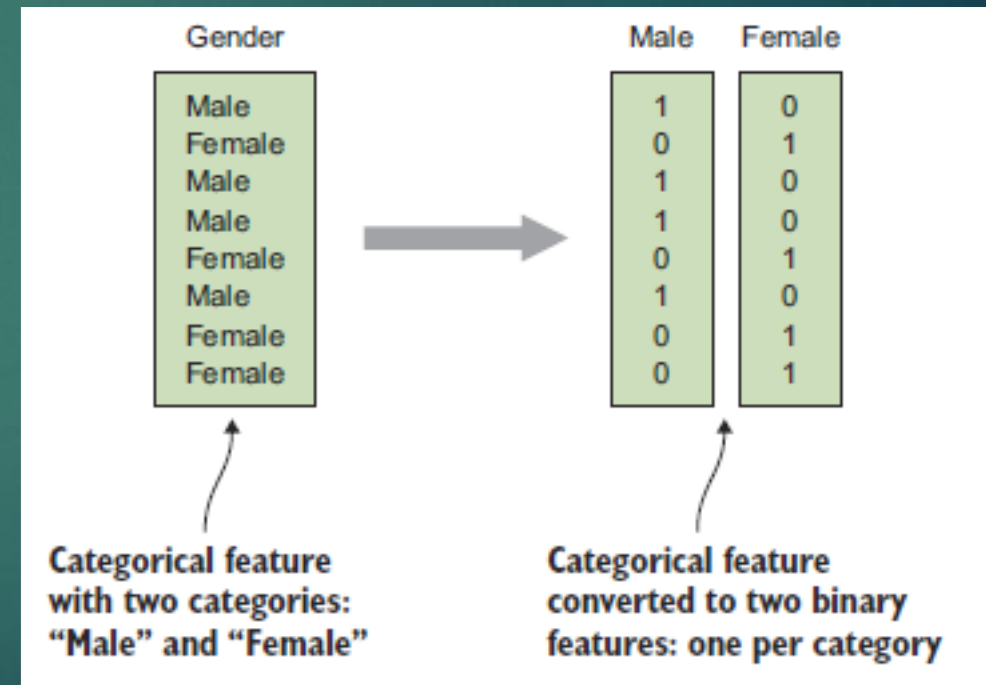 Gender
Male
Female
Male
Male
Female
Male
Female
Female
Male Female
1 0
0 1
1 0
1 0
0 1
1 0
0 1
0 1
Categorical feature
with two categories:
“Male” and “Female”
Categorical feature
converted to two binary
features: one per category